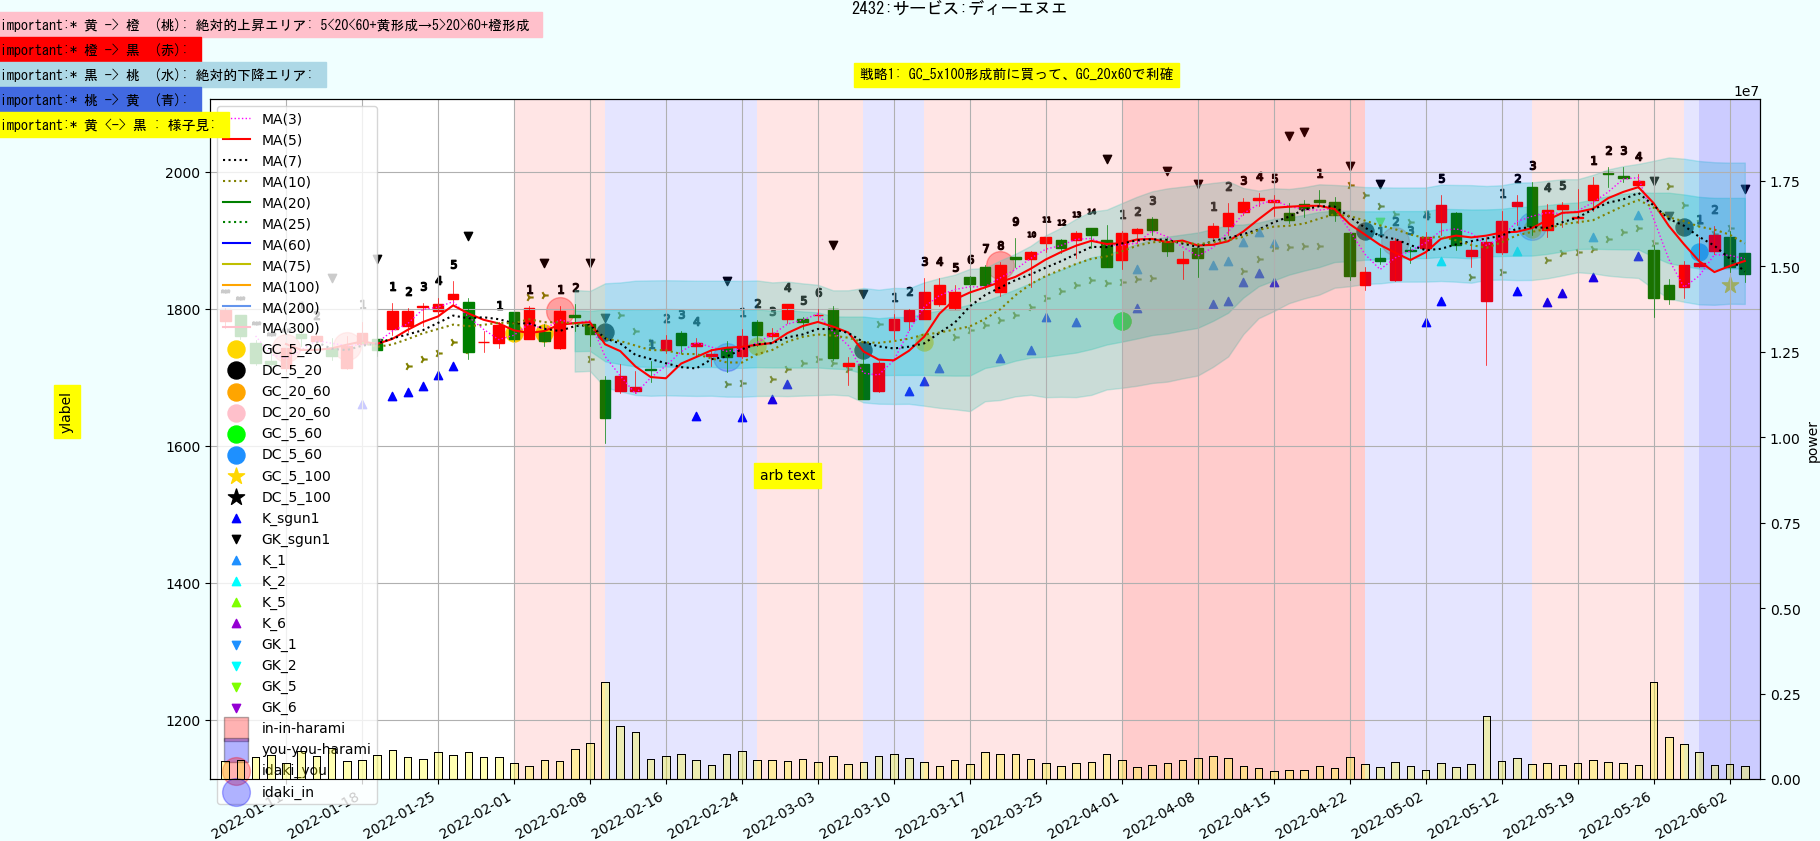 2432:サービス:ディーエヌエ
important:* 黄 -> 橙 (桃): 絶対的上昇エリア: 5<20<60+黄形成→5>20>60+橙形成
important:* 橙 -> 黒 (赤):
important:* 黒 -> 桃 (水): 絶対的下降エリア:
important:* 桃 -> 黄 (青):
important:* 黄 <-> 黒 : 様子見:
戦略1: GC_5x100形成前に買って、GC_20x60で利確
1e7
MA(3)
MA(5)
MA(7)
MA(10)
MA(20)
MA(25)
MA(60)
MA(75)
MA(100)
MA(200)
MA(300)
GC_5_20
DC_5_20
GC_20_60
DC_20_60
GC_5_60
DC_5_60
GC_5_100
DC_5_100
K_sgun1
GK_sgun1
K_1
K_2
K_5
K_6
GK_1
GK_2
GK_5
GK_6
in-in-harami
you-you-harami
idaki_you
idaki_in
2000
1800
1600
1400
1200
ylabel
arb text
1.75
1.50
1.25
1.00
0.75
0.50
0.25
0.00
power
2022-01-11
2022-01-18
2022-01-25
2022-02-01
2022-02-08
2022-02-16
2022-02-24
2022-03-03
2022-03-10
2022-03-17
2022-03-25
2022-04-01
2022-04-08
2022-04-15
2022-04-22
2022-05-02
2022-05-12
2022-05-19
2022-05-26
2022-06-02